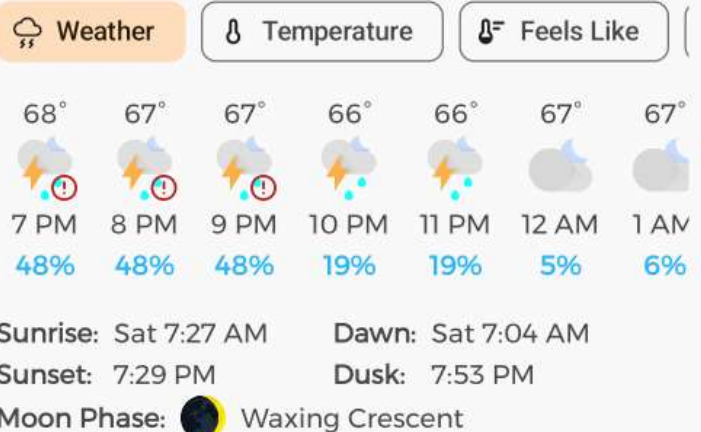 Weather Temperature Feels Like
68° 67° 67° 66° 66° 67° 67°
7 PM 8 PM 9 PM 10 PM 11 PM 12 AM 1 AM
48% 48% 48% 19% 19% 5% 6%
Sunrise: Sat 7:27 AM Dawn: Sat 7:04 AM
Sunset: 7:29 PM Dusk: 7:53 PM
Moon Phase: Waxing Crescent